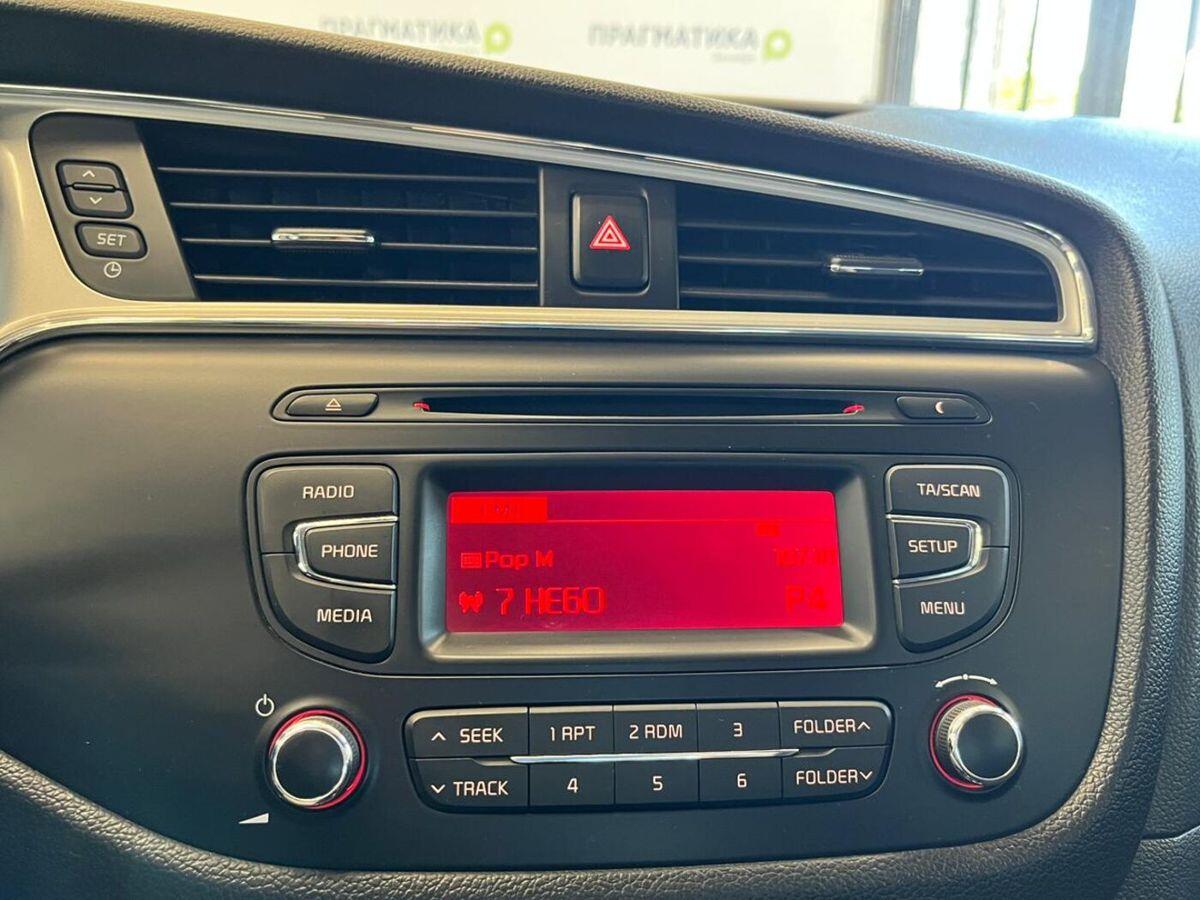 ПРАГМАТИКА
ПРАГМАТИКА
SET
RADIO
PHONE
MEDIA
Pop M
7 НЕБО
P4
TA/SCAN
SETUP
MENU
SEEK
1 RPT
2 RDM
3
FOLDER
TRACK
4
5
6
FOLDER